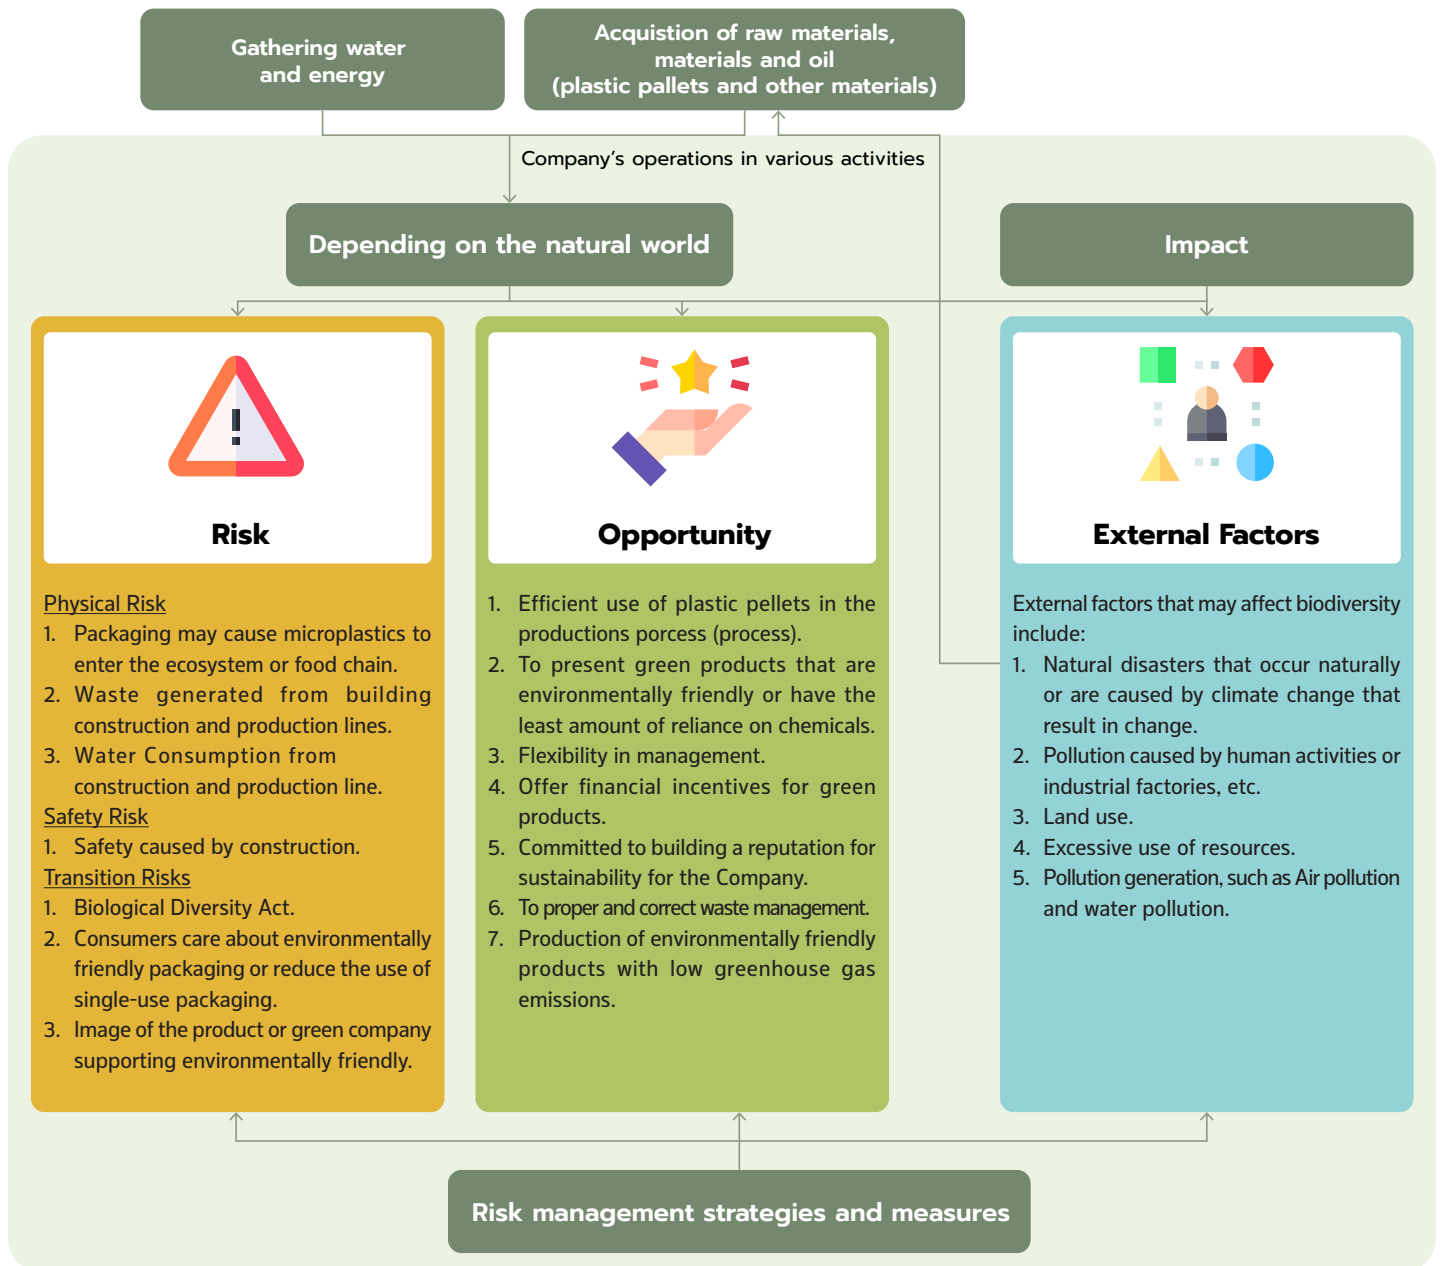 Gathering water
and energy
Acquistion of raw materials,
materials and oil
(plastic pallets and other materials)
Company's operations in various activities
Depending on the natural world
Impact
Risk
Physical Risk
1. Packaging may cause microplastics to
enter the ecosystem or food chain.
2. Waste generated from building
construction and production lines.
3. Water Consumption from
construction and production line.
Safety Risk
1. Safety caused by construction.
Transition Risks
1. Biological Diversity Act.
2. Consumers care about environmentally
friendly packaging or reduce the use of
single-use packaging.
3. Image of the product or green company
supporting environmentally friendly.
Opportunity
1. Efficient use of plastic pellets in the
productions porcess (process).
2. To present green products that are
environmentally friendly or have the
least amount of reliance on chemicals.
3. Flexibility in management.
4. Offer financial incentives for green
products.
5. Committed to building a reputation for
sustainability for the Company.
6. To proper and correct waste management.
7. Production of environmentally friendly
products with low greenhouse gas
emissions.
External Factors
External factors that may affect biodiversity
include:
1. Natural disasters that occur naturally
or are caused by climate change that
result in change.
2. Pollution caused by human activities or
industrial factories, etc.
3. Land use.
4. Excessive use of resources.
5. Pollution generation, such as Air pollution
and water pollution.
Risk management strategies and measures